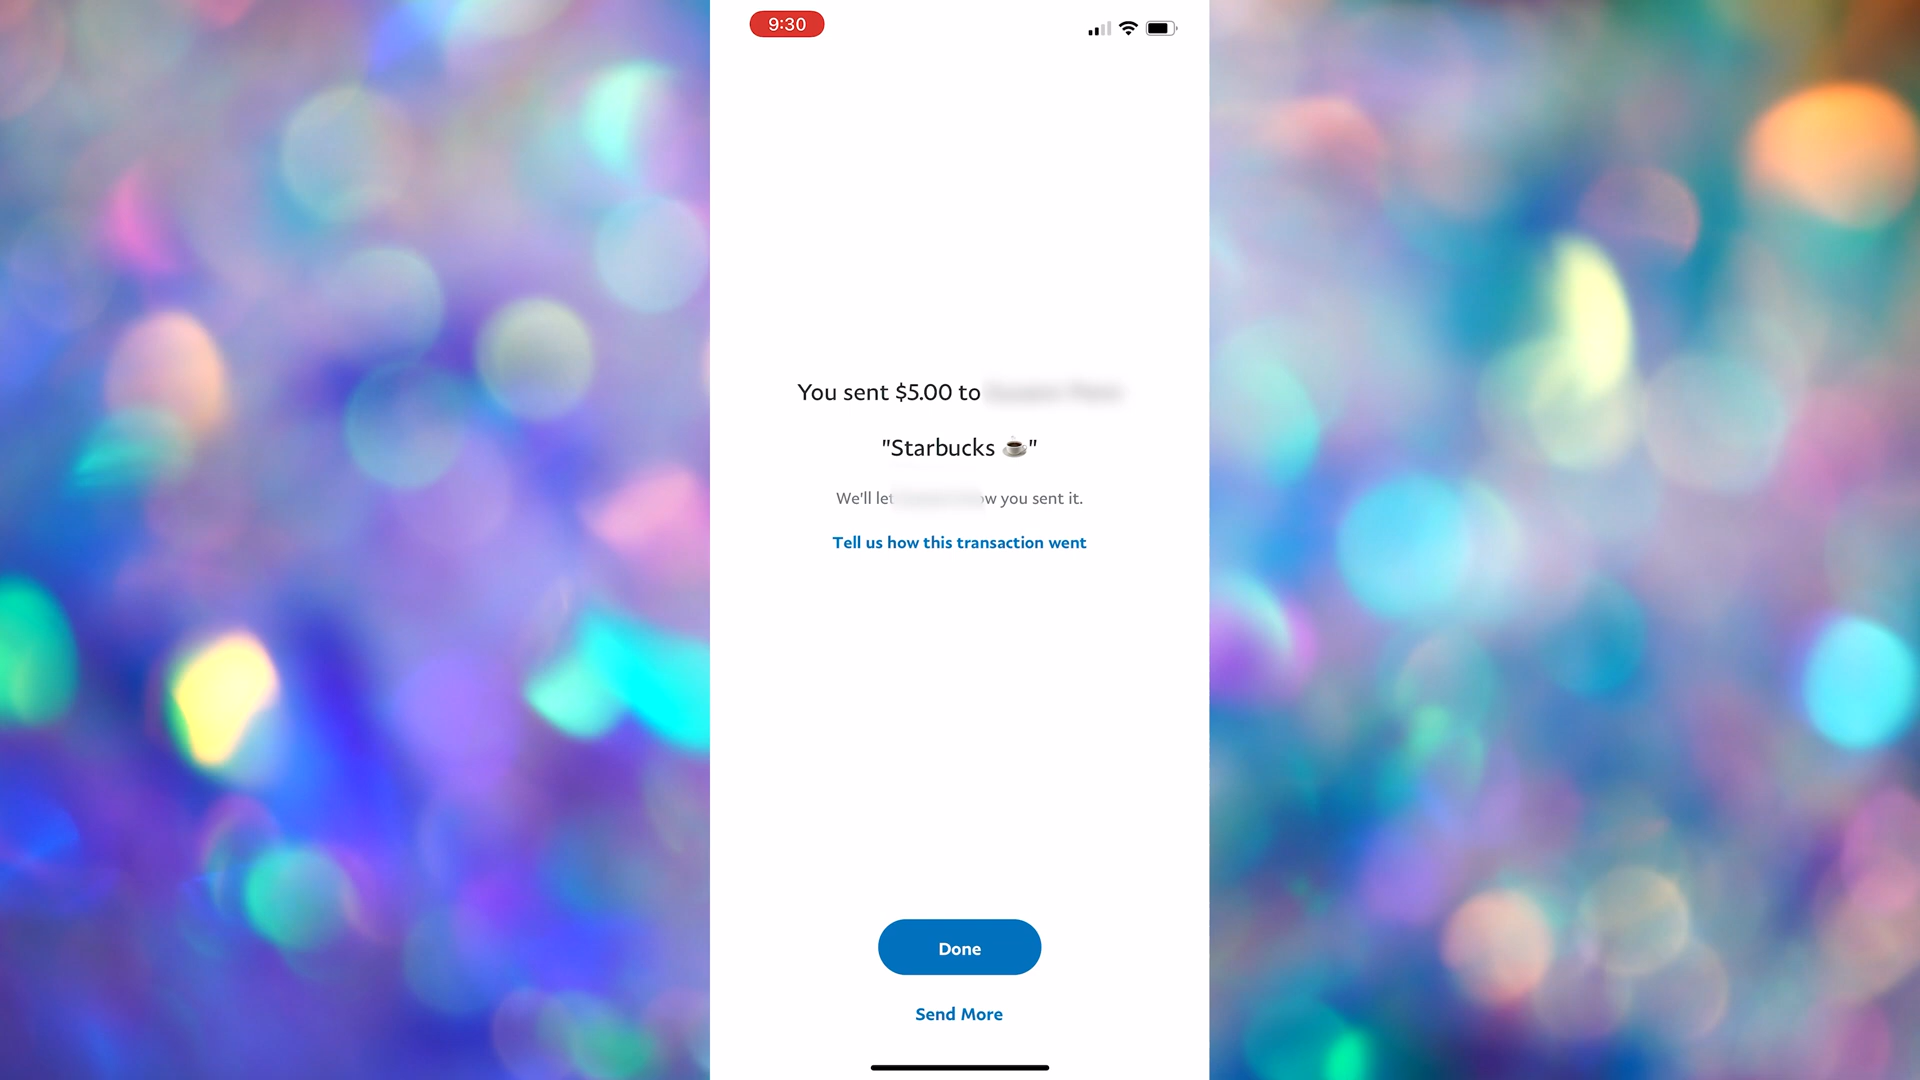 9:30
You sent $5.00 to
"Starbucks ☕"
We'll let w you sent it.
Tell us how this transaction went
Done
Send More